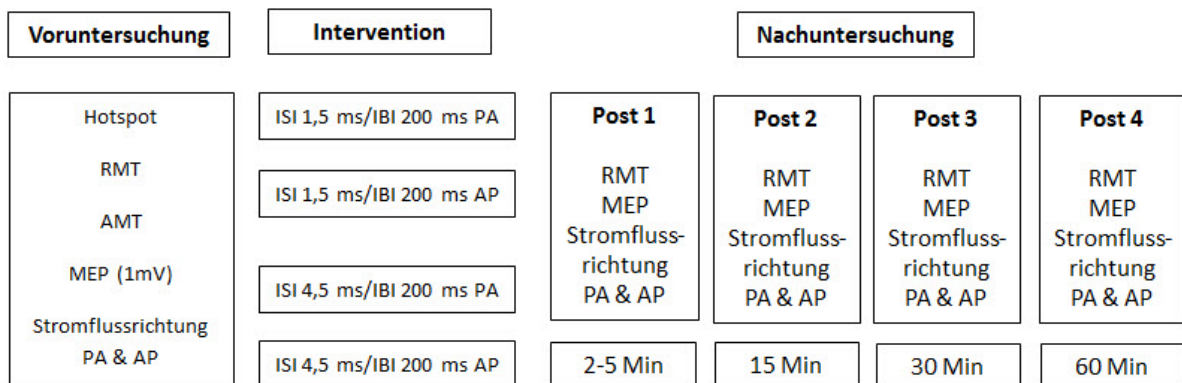 Voruntersuchung
Intervention
Nachuntersuchung
Hotspot
RMT
AMT
MEP (1mV)
Stromflussrichtung
PA & AP
ISI 1,5 ms/IBI 200 ms PA
ISI 1,5 ms/IBI 200 ms AP
ISI 4,5 ms/IBI 200 ms PA
ISI 4,5 ms/IBI 200 ms AP
Post 1
RMT
MEP
Stromfluss-
richtung
PA & AP
2-5 Min
Post 2
RMT
MEP
Stromfluss-
richtung
PA & AP
15 Min
Post 3
RMT
MEP
Stromfluss-
richtung
PA & AP
30 Min
Post 4
RMT
MEP
Stromfluss-
richtung
PA & AP
60 Min